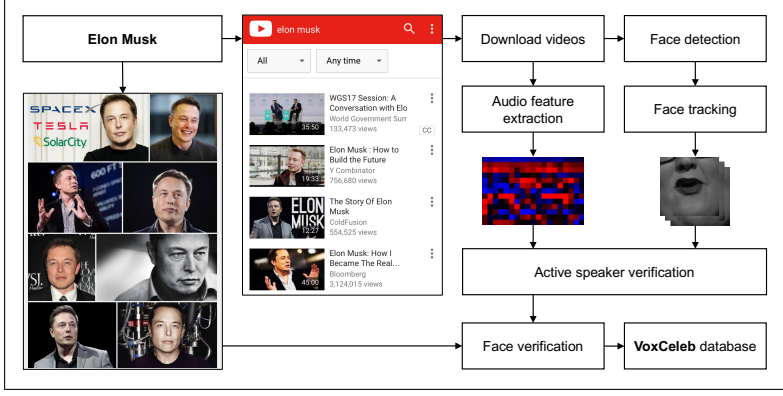 Elon Musk
SPACEX
TESLA
SolarCity
600 FT
WSJ.
elon musk
All
Any time
WGS17 Session: A
Conversation with Elo
World Government Sum
133,473 views
35:50
CC
Elon Musk : How to
Build the Future
Y Combinator
756,680 views
19:33
The Story Of Elon
Musk
ColdFusion
554,525 views
ELON
MUSK
12:27
Elon Musk: How I
Became The Real...
Bloomberg
3,124,015 views
45:00
Download videos
Face detection
Audio feature
extraction
Face tracking
Active speaker verification
Face verification
VoxCeleb database